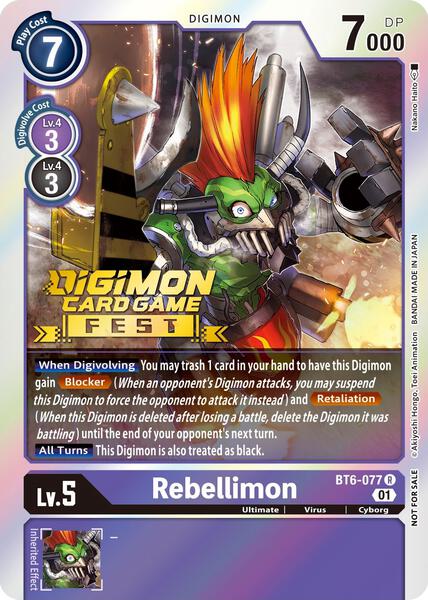 DIGIMON
Play Cost
7
7000 DP
Digivolve Cost
Lv.4
3
Lv.4
3
Nakano Haito
DIGIMON
CARD GAME
FEST
When Digivolving You may trash 1 card in your hand to have this Digimon
gain Blocker (When an opponent's Digimon attacks, you may suspend
this Digimon to force the opponent to attack it instead) and Retaliation
(When this Digimon is deleted after losing a battle, delete the Digimon it was
battling) until the end of your opponent's next turn.
All Turns This Digimon is also treated as black.
©Akiyoshi Hongo, Toei Animation BANDAI MADE IN JAPAN
NOT FOR SALE
Lv.5
Rebellimon
BT6-077 R
01
Ultimate | Virus | Cyborg
Inherited Effect
-